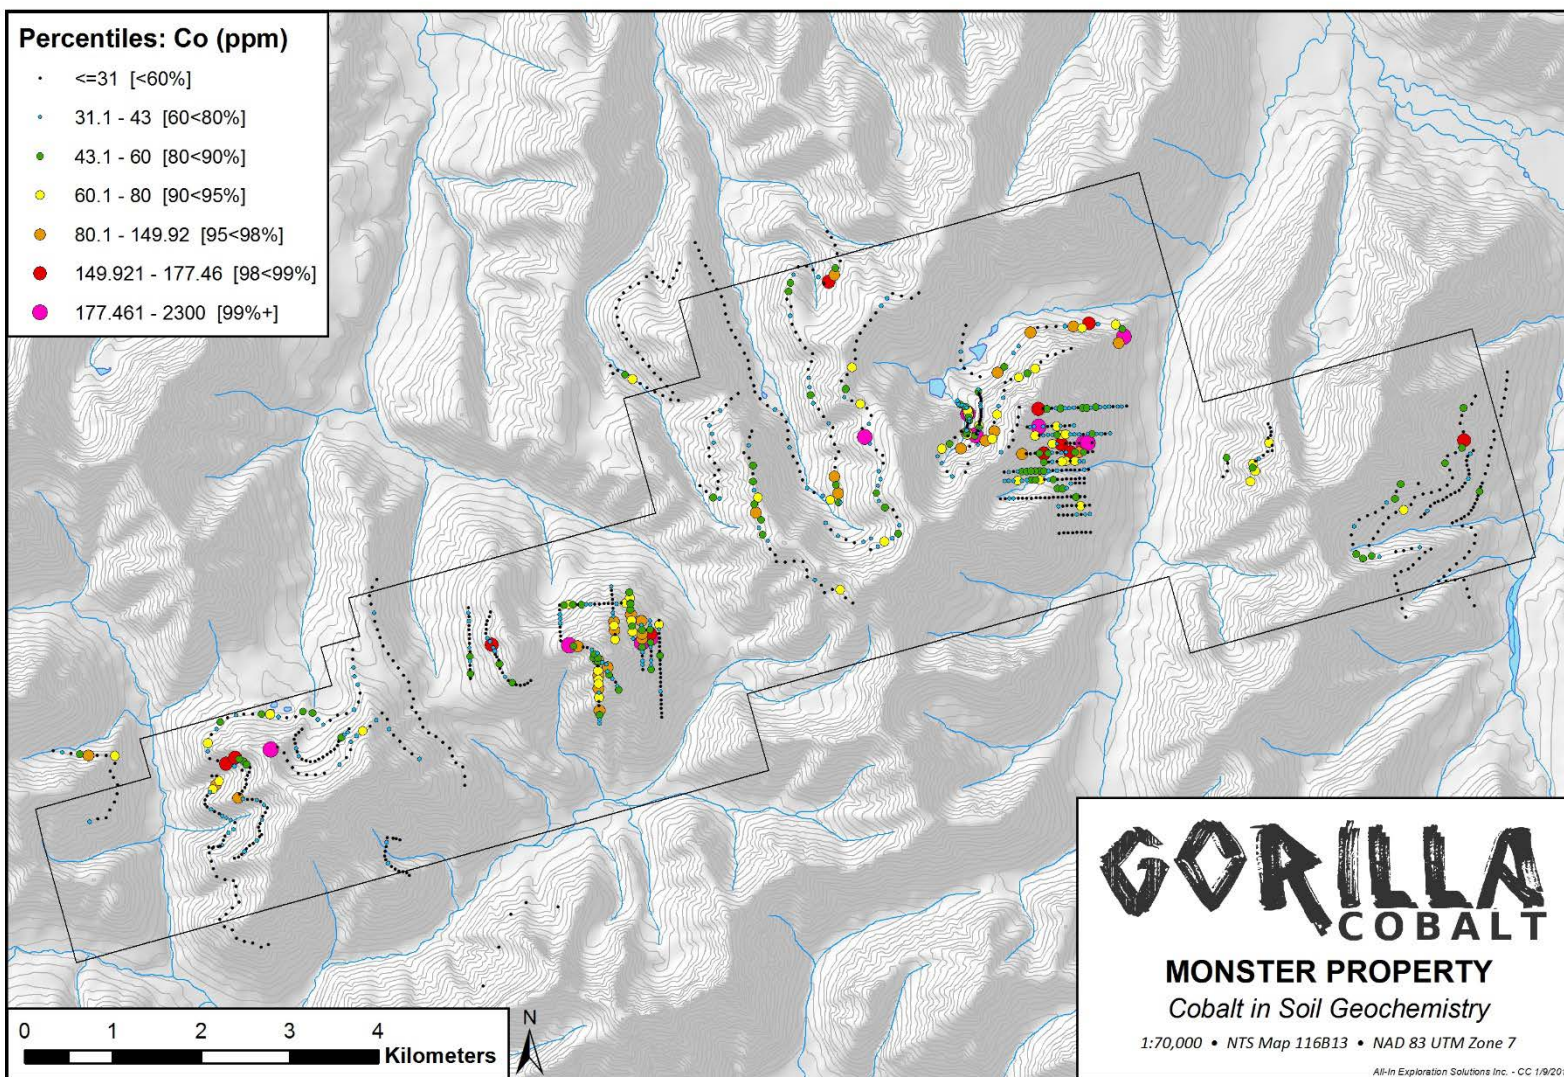 Percentiles: Co (ppm)
<=31 [<60%]
31.1 - 43 [60<80%]
43.1 - 60 [80<90%]
60.1 - 80 [90<95%]
80.1 - 149.92 [95<98%]
149.921 - 177.46 [98<99%]
177.461 - 2300 [99%+]
0 1 2 3 4
Kilometers
N
GORILLA
COBALT
MONSTER PROPERTY
Cobalt in Soil Geochemistry
1:70,000 • NTS Map 116B13 • NAD 83 UTM Zone 7
All-In Exploration Solutions Inc. - CC